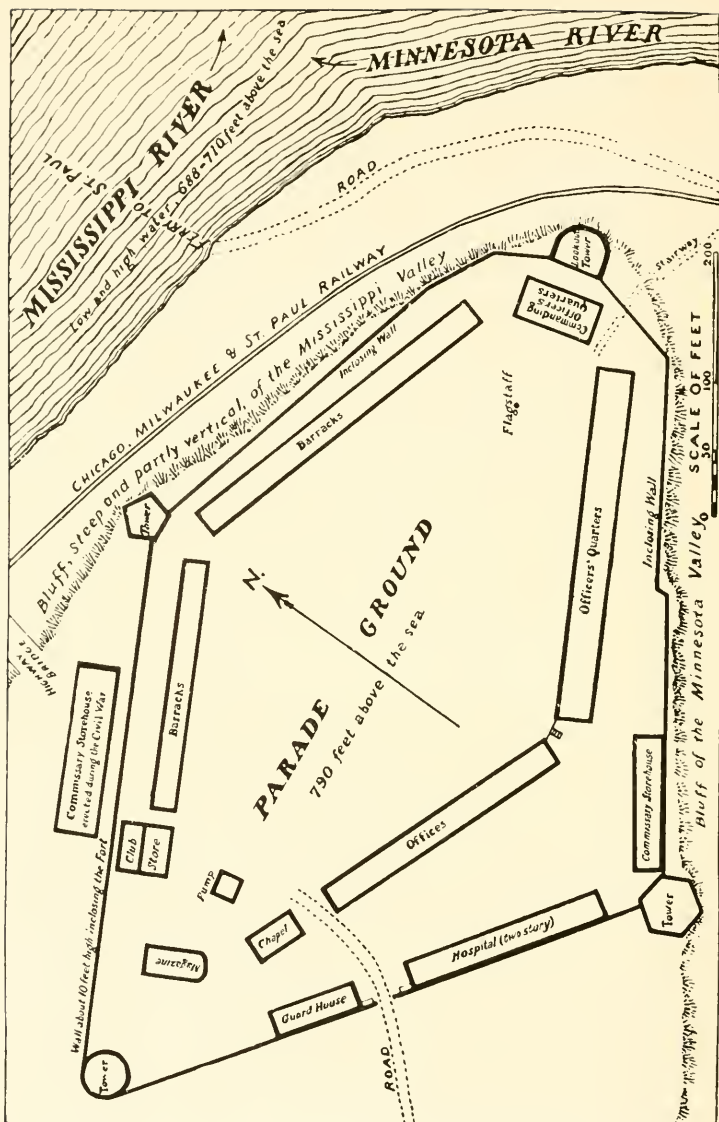 MINNESOTA RIVER
MISSISSIPPI RIVER
Low and high water, 688-710 feet above the sea
FERRY TO
ST. PAUL
ROAD
CHICAGO, MILWAUKEE & ST. PAUL RAILWAY
Bluff, steep and partly vertical, of the Mississippi Valley
HIGHWAY
BRIDGE
Lookout
Tower
Stairway
Commanding
Officer's
Quarters
Inclosing Wall
Barracks
Flagstaff
Tower
N.
PARADE GROUND
790 feet above the sea
Barracks
Commissary Storehouse
erected during the Civil War
Officers' Quarters
Inclosing Wall
SCALE OF FEET
0 50 100 200
Bluff of the Minnesota Valley
Club
Store
Wall about 10 feet high inclosing the Fort
Pump
Offices
Commissary Storehouse
Chapel
Magazine
Hospital (two story)
Tower
Guard House
Tower
ROAD